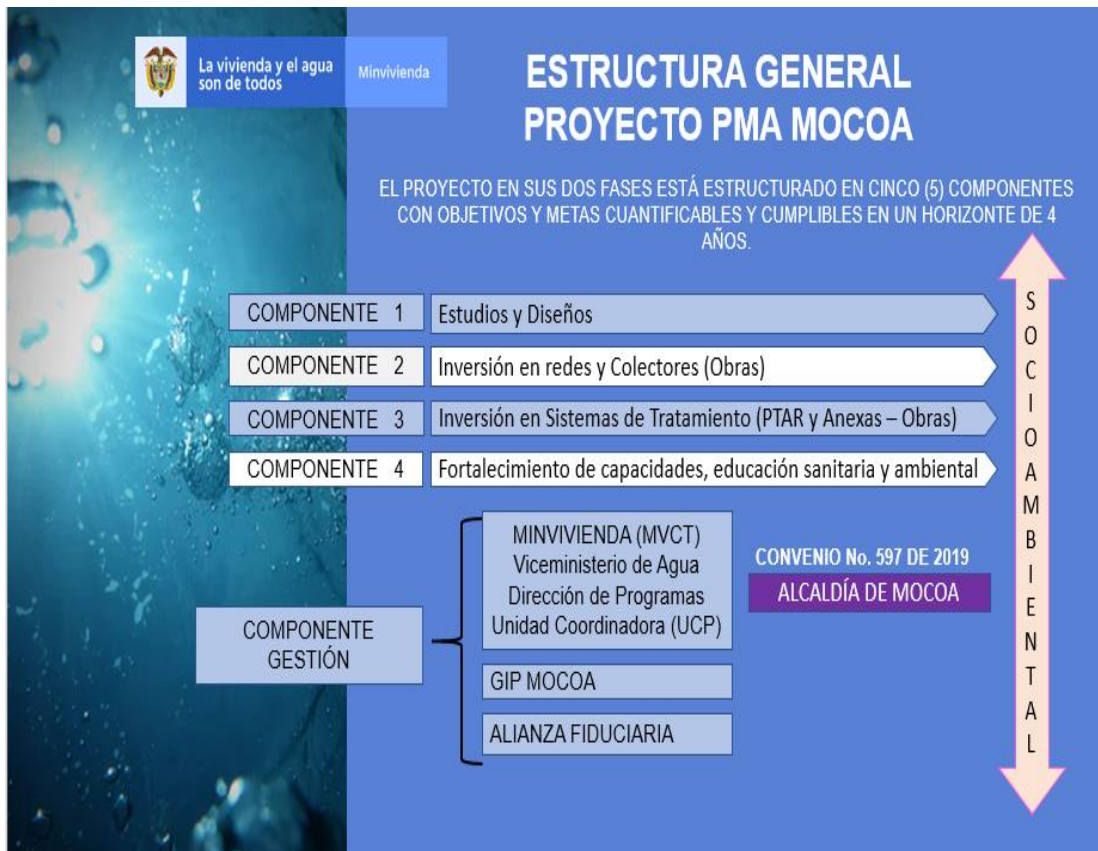 La vivienda y el agua
son de todos
Minvivienda
ESTRUCTURA GENERAL
PROYECTO PMA MOCOA
EL PROYECTO EN SUS DOS FASES ESTÁ ESTRUCTURADO EN CINCO (5) COMPONENTES
CON OBJETIVOS Y METAS CUANTIFICABLES Y CUMPLIBLES EN UN HORIZONTE DE 4
AÑOS.
COMPONENTE 1
Estudios y Diseños
COMPONENTE 2
Inversión en redes y Colectores (Obras)
COMPONENTE 3
Inversión en Sistemas de Tratamiento (PTAR y Anexas – Obras)
COMPONENTE 4
Fortalecimiento de capacidades, educación sanitaria y ambiental
COMPONENTE
GESTIÓN
MINVIVIENDA (MVCT)
Viceministerio de Agua
Dirección de Programas
Unidad Coordinadora (UCP)
GIP MOCOA
ALIANZA FIDUCIARIA
CONVENIO No. 597 DE 2019
ALCALDÍA DE MOCOA
SOCIOAMBIENTAL